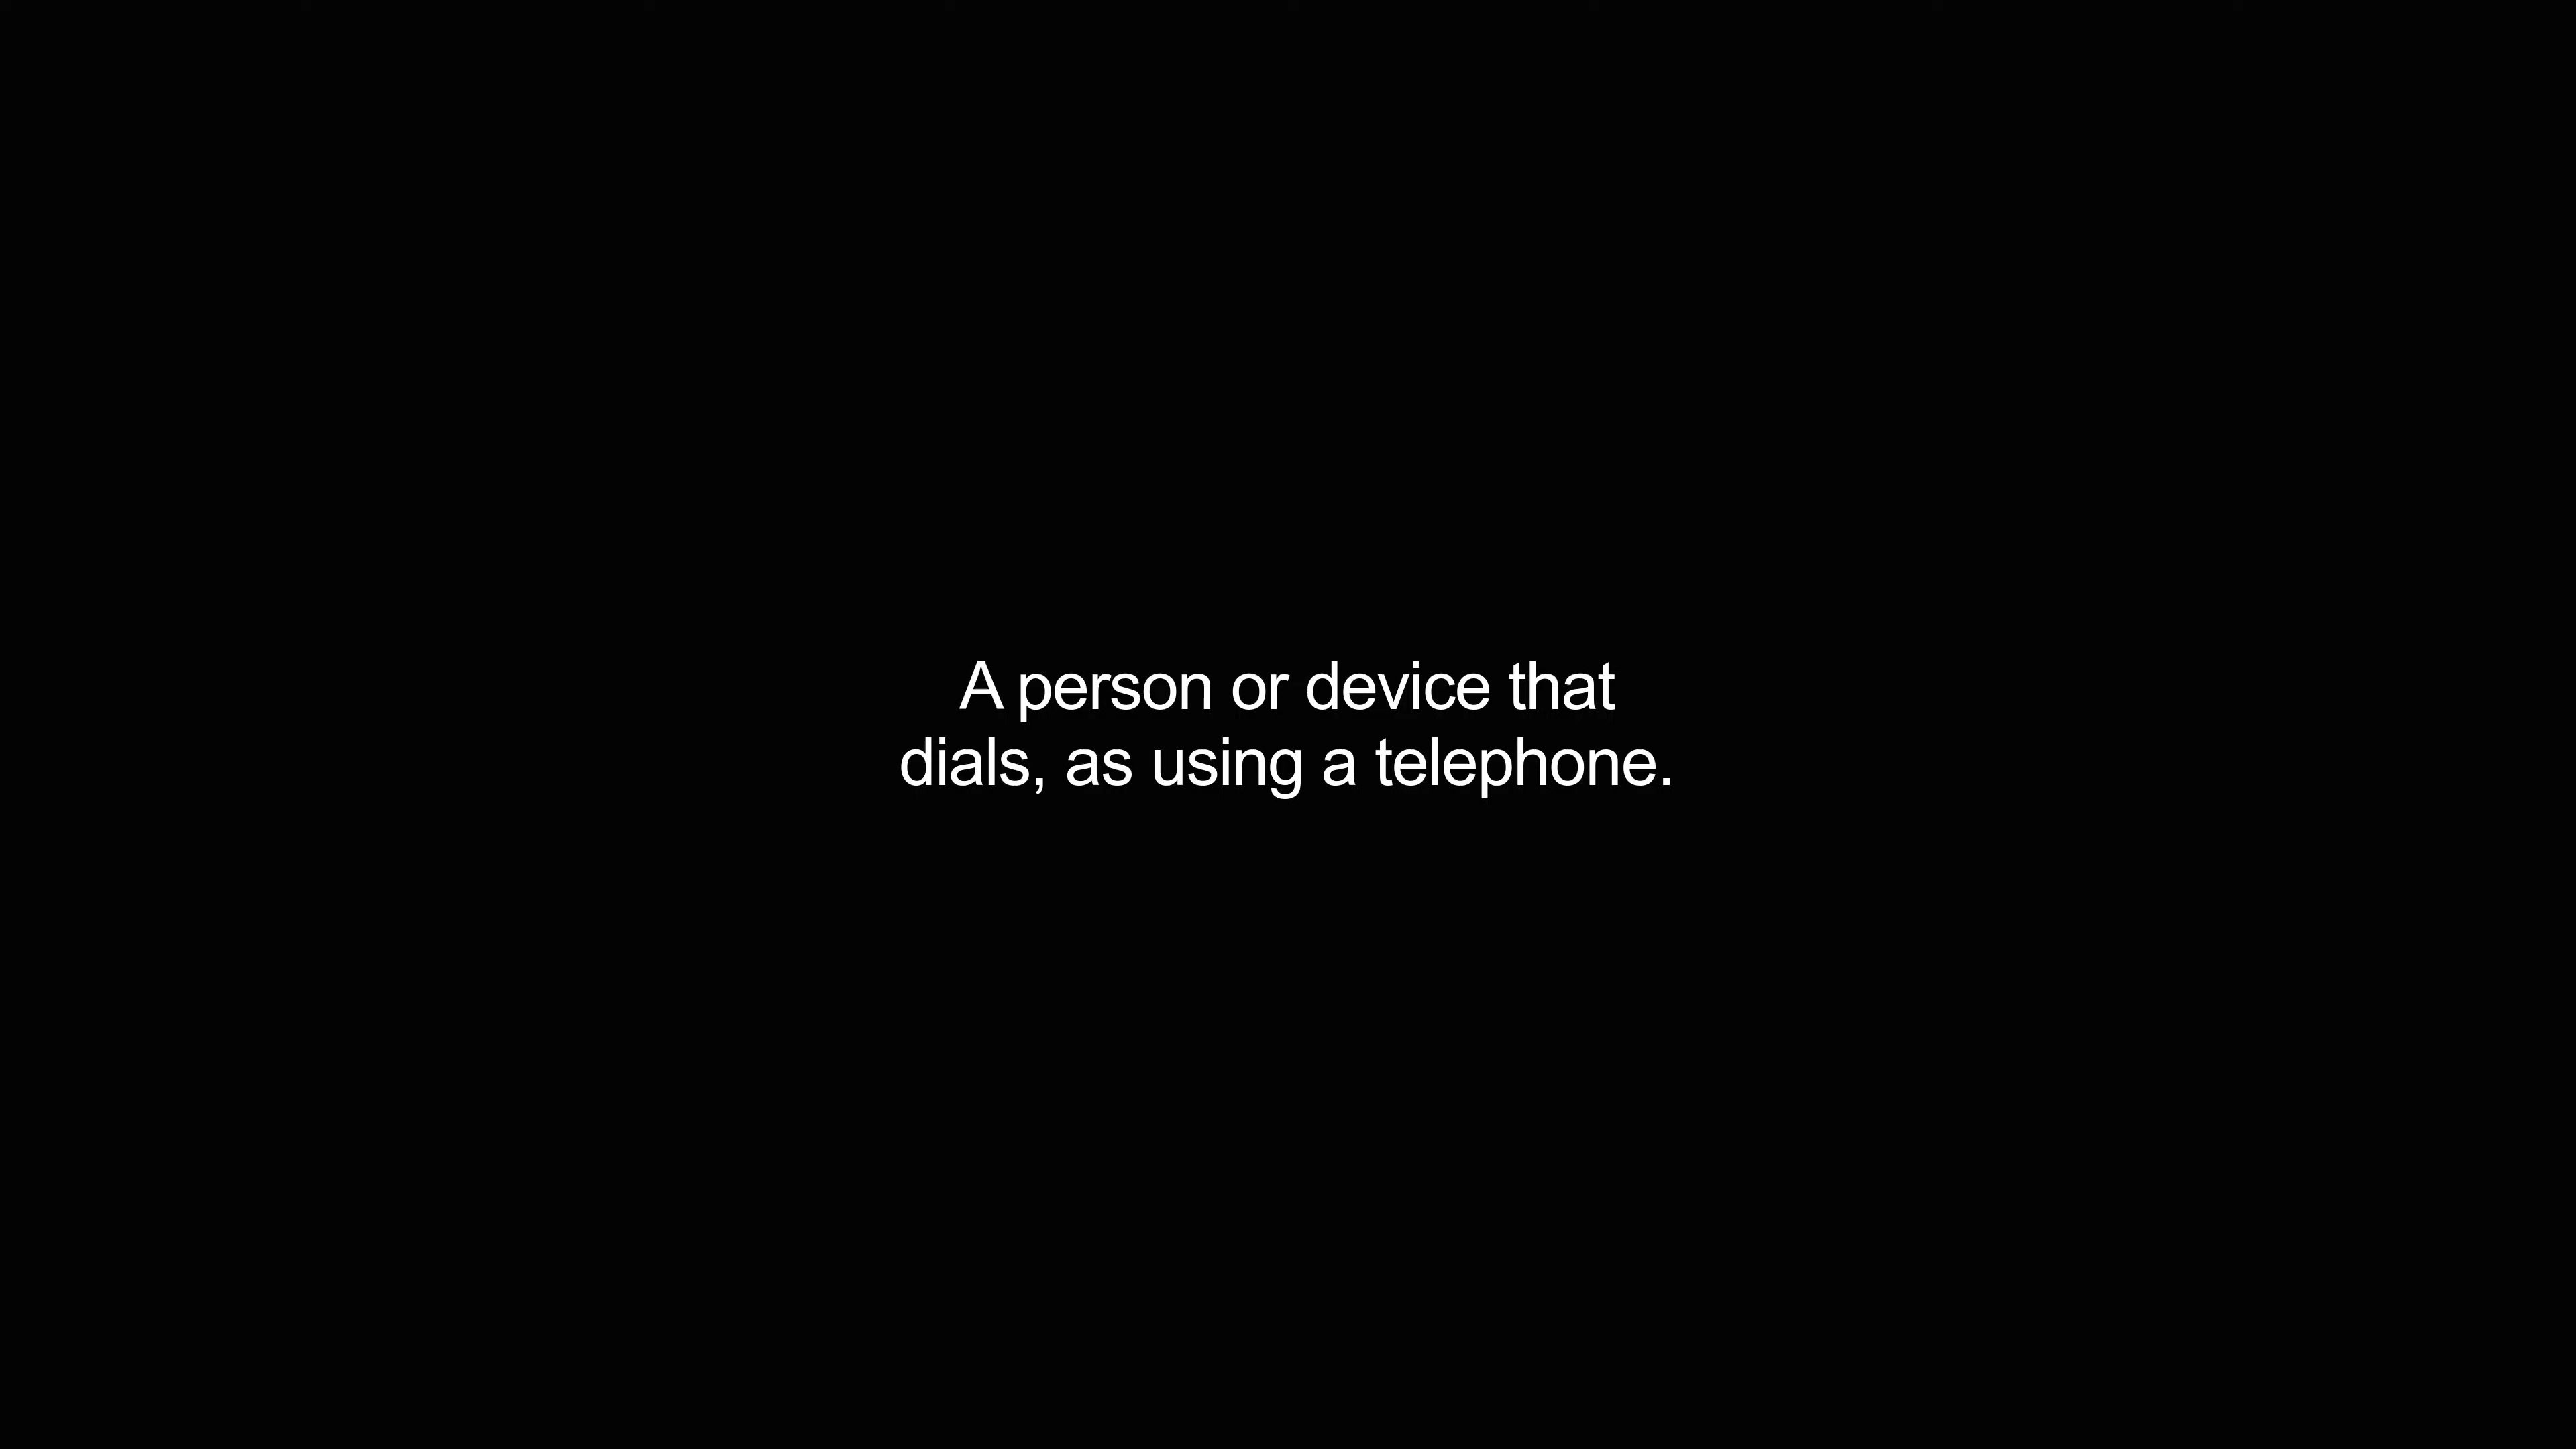 A person or device that
dials, as using a telephone.